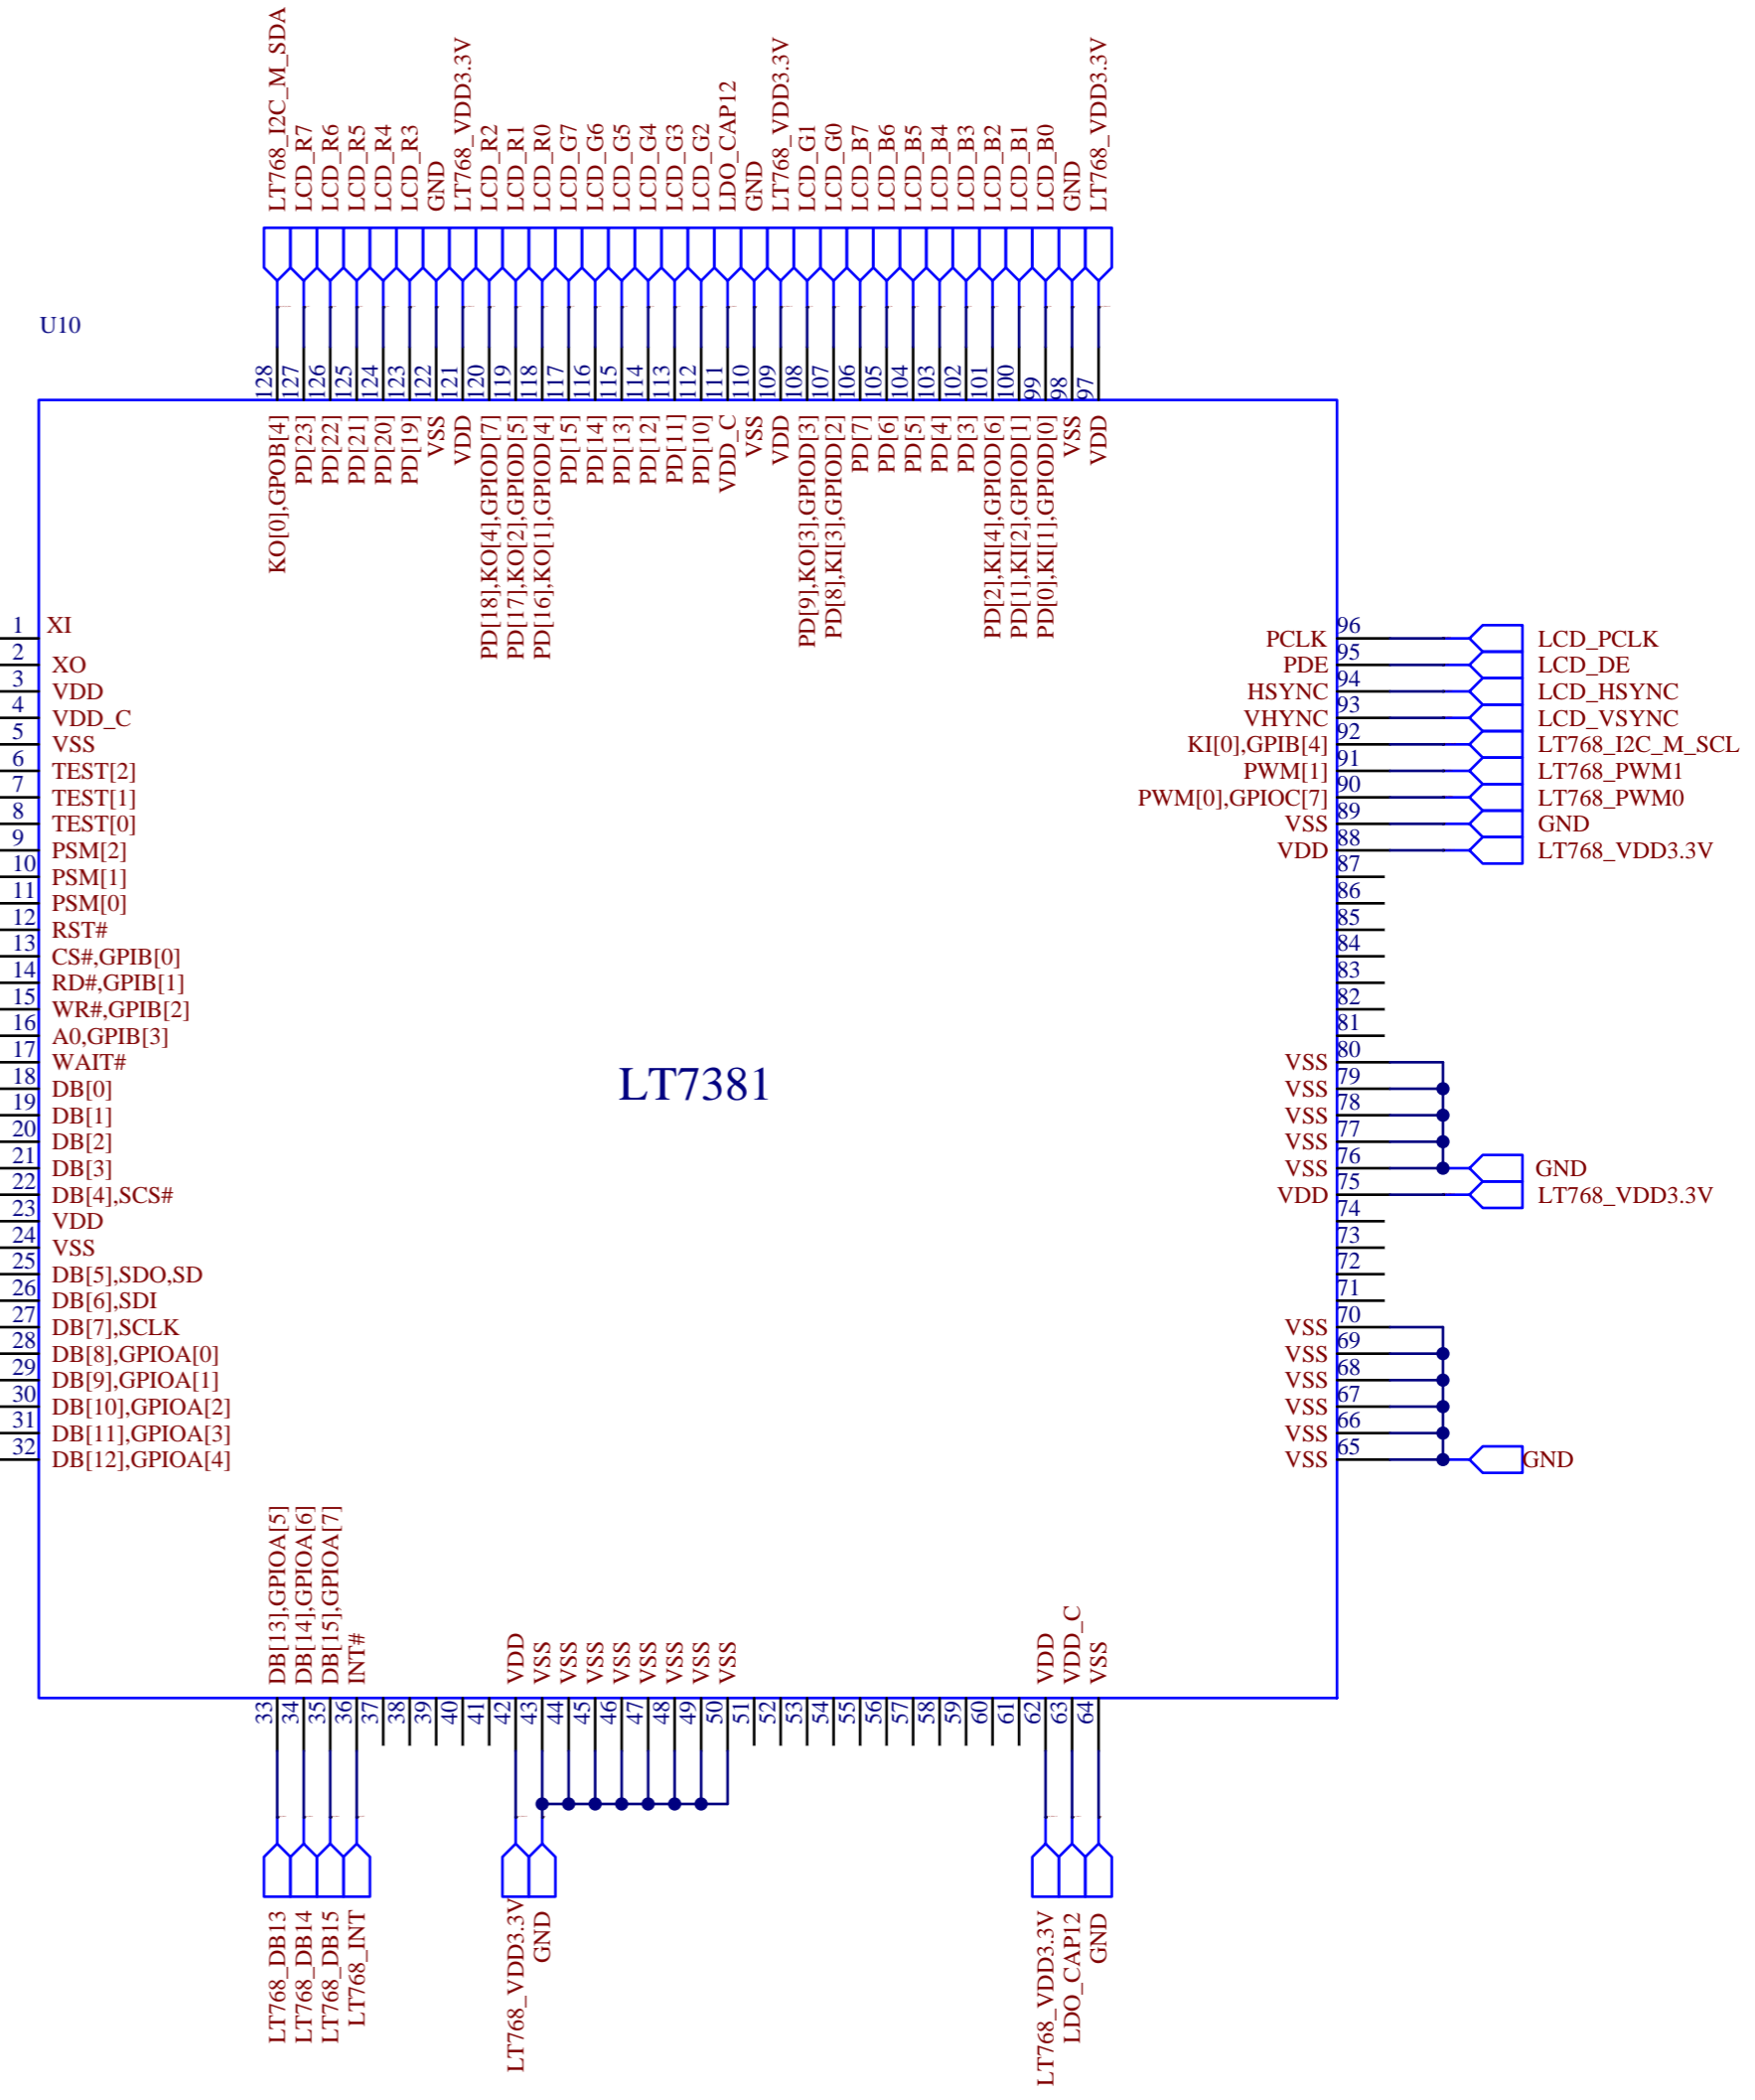 LT768_I2C_M_SDA
LCD_R7
LCD_R6
LCD_R5
LCD_R4
LCD_R3
GND
LT768_VDD3.3V
LCD_R2
LCD_R1
LCD_R0
LCD_G7
LCD_G6
LCD_G5
LCD_G4
LCD_G3
LCD_G2
LDO_CAP12
GND
LT768_VDD3.3V
LCD_G1
LCD_G0
LCD_B7
LCD_B6
LCD_B5
LCD_B4
LCD_B3
LCD_B2
LCD_B1
LCD_B0
GND
LT768_VDD3.3V
U10
128 KO[0],GPOB[4]
127 PD[23]
126 PD[22]
125 PD[21]
124 PD[20]
123 PD[19]
122 VSS
121 VDD
120 PD[18],KO[4],GPIOD[7]
119 PD[17],KO[2],GPIOD[5]
118 PD[16],KO[1],GPIOD[4]
117 PD[15]
116 PD[14]
115 PD[13]
114 PD[12]
113 PD[11]
112 PD[10]
111 VDD_C
110 VSS
109 VDD
108 PD[9],KO[3],GPIOD[3]
107 PD[8],KI[3],GPIOD[2]
106 PD[7]
105 PD[6]
104 PD[5]
103 PD[4]
102 PD[3]
101 PD[2],KI[4],GPIOD[6]
100 PD[1],KI[2],GPIOD[1]
99 PD[0],KI[1],GPIOD[0]
98 VSS
97 VDD
1 XI
2 XO
3 VDD
4 VDD_C
5 VSS
6 TEST[2]
7 TEST[1]
8 TEST[0]
9 PSM[2]
10 PSM[1]
11 PSM[0]
12 RST#
13 CS#,GPIB[0]
14 RD#,GPIB[1]
15 WR#,GPIB[2]
16 A0,GPIB[3]
17 WAIT#
18 DB[0]
19 DB[1]
20 DB[2]
21 DB[3]
22 DB[4],SCS#
23 VDD
24 VSS
25 DB[5],SDO,SD
26 DB[6],SDI
27 DB[7],SCLK
28 DB[8],GPIOA[0]
29 DB[9],GPIOA[1]
30 DB[10],GPIOA[2]
31 DB[11],GPIOA[3]
32 DB[12],GPIOA[4]
LT7381
PCLK 96 LCD_PCLK
PDE 95 LCD_DE
HSYNC 94 LCD_HSYNC
VHYNC 93 LCD_VSYNC
KI[0],GPIB[4] 92 LT768_I2C_M_SCL
PWM[1] 91 LT768_PWM1
PWM[0],GPIOC[7] 90 LT768_PWM0
VSS 89 GND
VDD 88 LT768_VDD3.3V
87
86
85
84
83
82
81
VSS 80
VSS 79
VSS 78
VSS 77
VSS 76 GND
VDD 75 LT768_VDD3.3V
74
73
72
71
VSS 70
VSS 69
VSS 68
VSS 67
VSS 66
VSS 65 GND
DB[13],GPIOA[5] 33
DB[14],GPIOA[6] 34
DB[15],GPIOA[7] 35
INT# 36
37
38
39
40
41
VDD 42
VSS 43
VSS 44
VSS 45
VSS 46
VSS 47
VSS 48
VSS 49
VSS 50
51
52
53
54
55
56
57
58
59
60
61
VDD 62
VDD_C 63
VSS 64
LT768_DB13
LT768_DB14
LT768_DB15
LT768_INT
LT768_VDD3.3V
GND
LT768_VDD3.3V
LDO_CAP12
GND